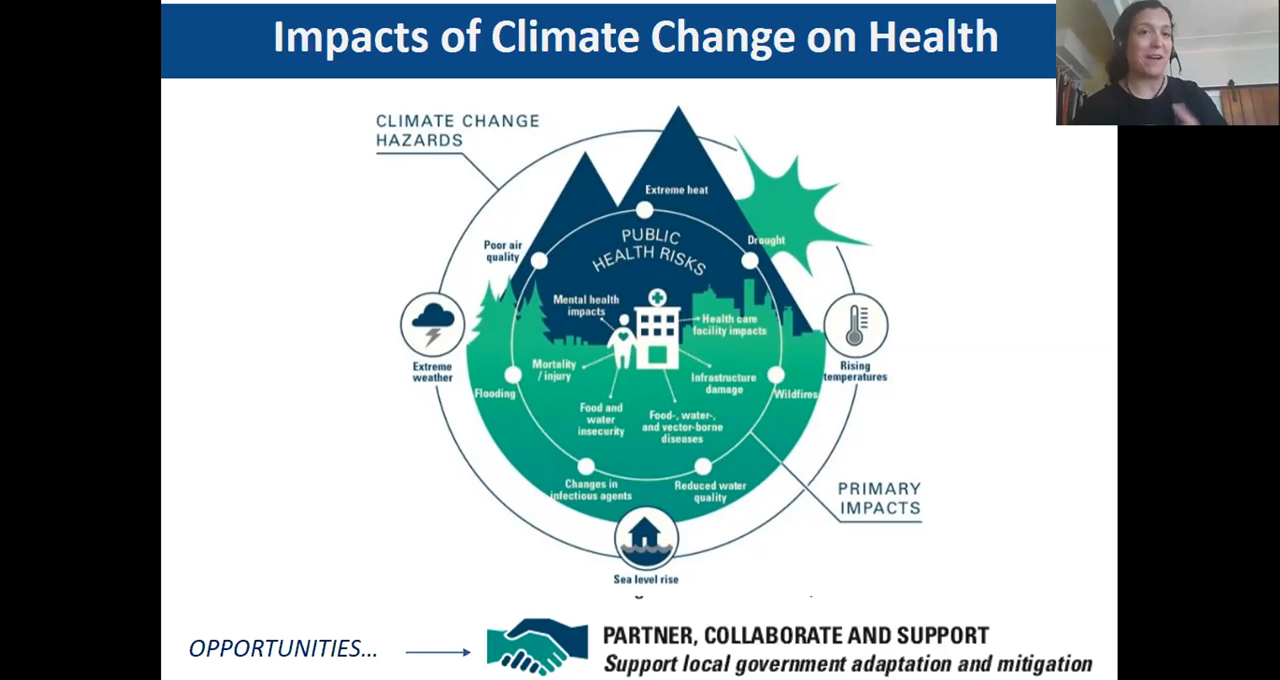 Impacts of Climate Change on Health
CLIMATE CHANGE
HAZARDS
Extreme heat
PUBLIC
HEALTH RISKS
Drought
Poor air
quality
Mental health
impacts
Health care
facility impacts
Extreme
weather
Rising
temperatures
Mortality
/ injury
Infrastructure
damage
Flooding
Wildfires
Food and
water
insecurity
Food-, water-,
and vector-borne
diseases
Changes in
infectious agents
Reduced water
quality
PRIMARY
IMPACTS
Sea level rise
OPPORTUNITIES...
PARTNER, COLLABORATE AND SUPPORT
Support local government adaptation and mitigation